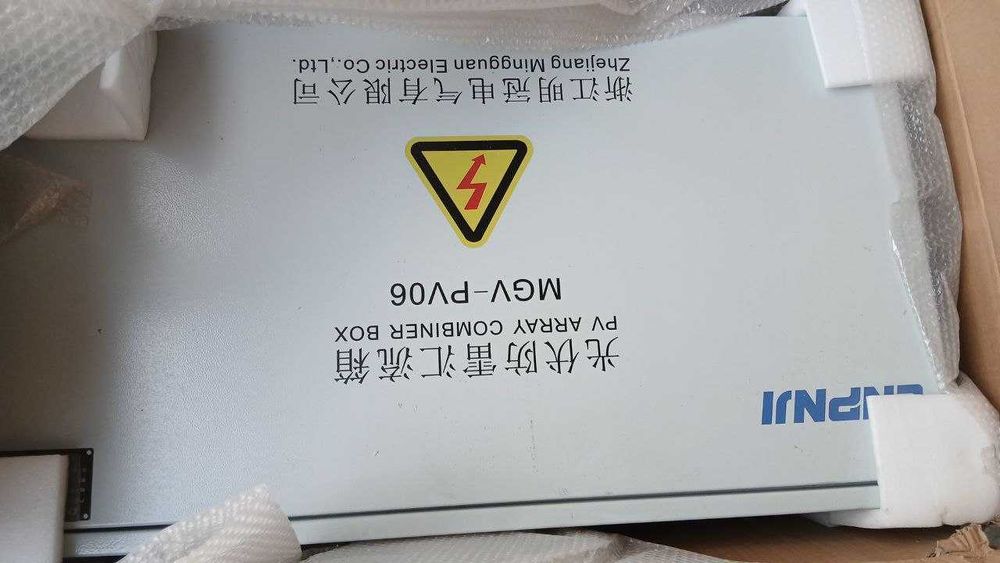 光伏防雷汇流箱
PV ARRAY COMBINER BOX
MGV-PV06
浙江明冠电气有限公司
Zhejiang Mingguan Electric Co.,Ltd.